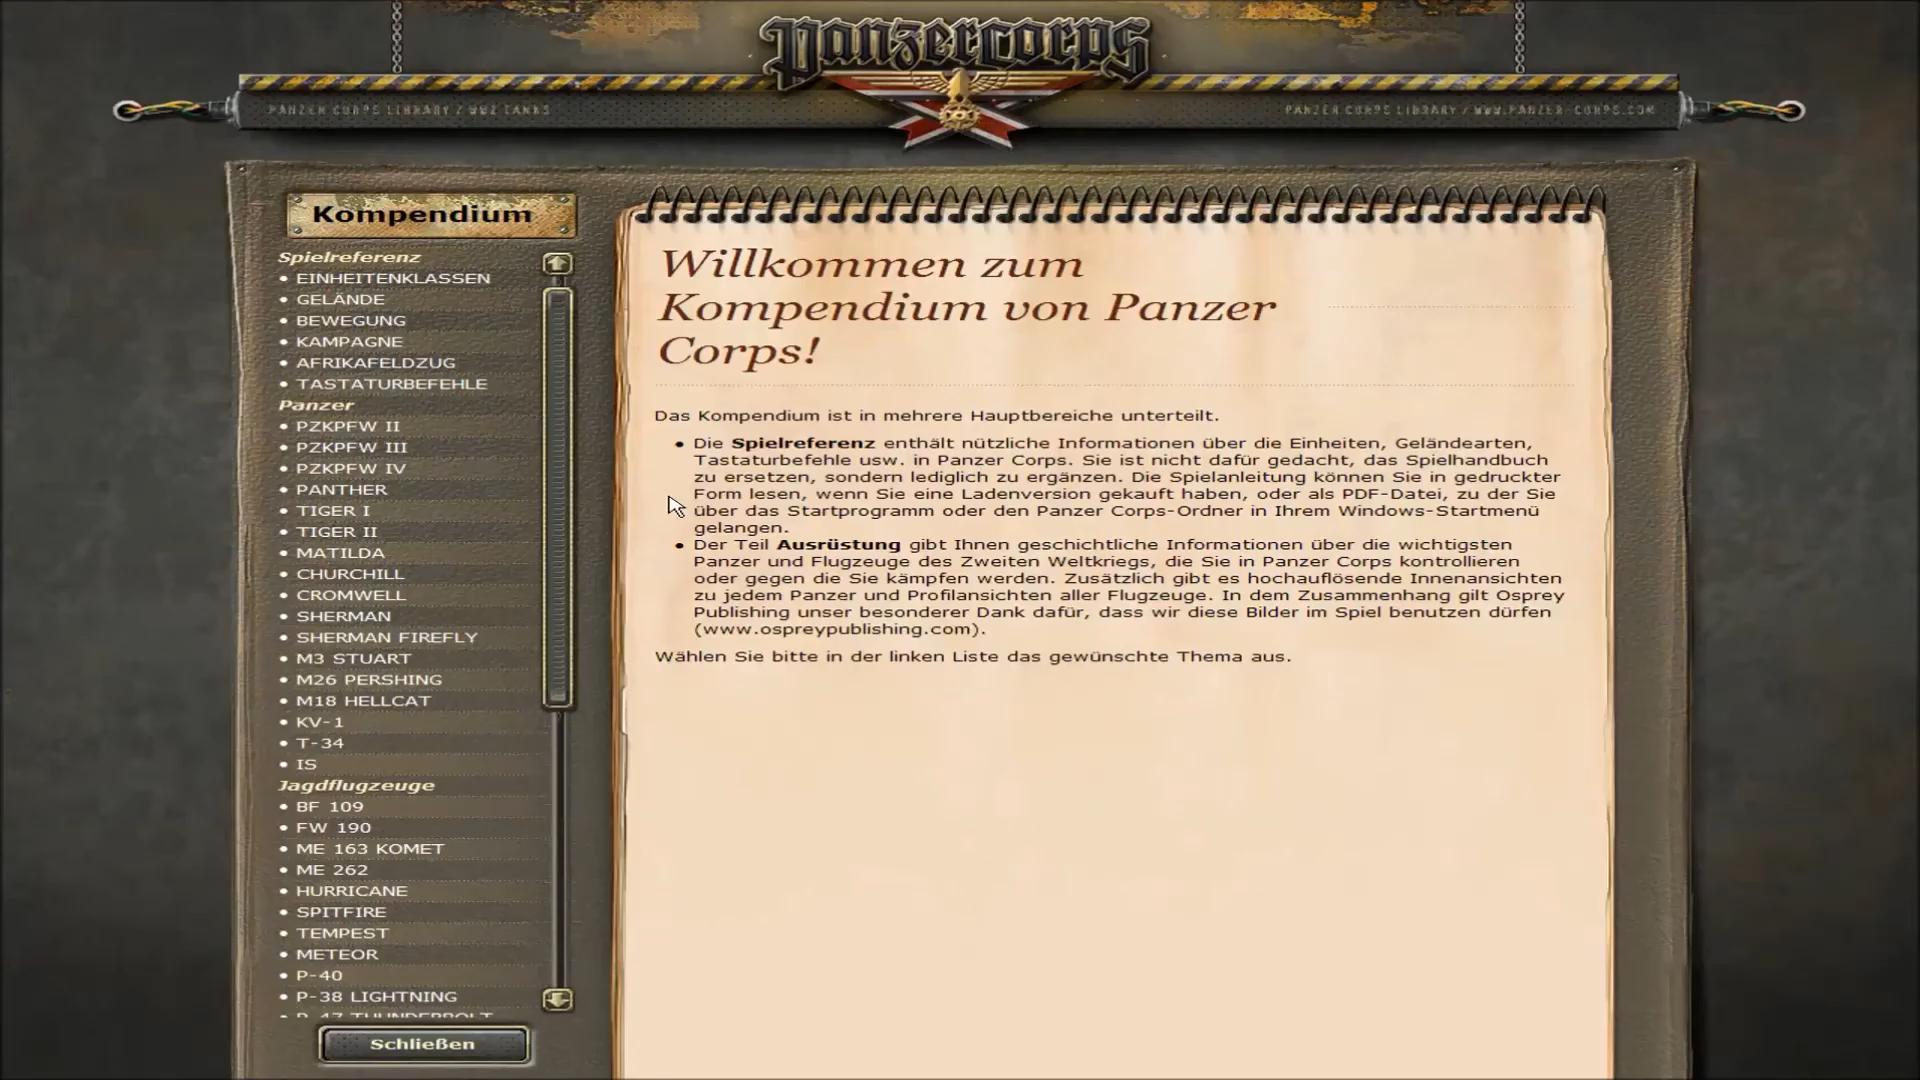 Panzercorps
PANZER CORPS LIBRARY / WW2 TANKS
PANZER CORPS LIBRARY / WWW.PANZER-CORPS.COM
Kompendium
Spielreferenz
• EINHEITENKLASSEN
• GELÄNDE
• BEWEGUNG
• KAMPAGNE
• AFRIKAFELDZUG
• TASTATURBEFEHLE
Panzer
• PZKPFW II
• PZKPFW III
• PZKPFW IV
• PANTHER
• TIGER I
• TIGER II
• MATILDA
• CHURCHILL
• CROMWELL
• SHERMAN
• SHERMAN FIREFLY
• M3 STUART
• M26 PERSHING
• M18 HELLCAT
• KV-1
• T-34
• IS
Jagdflugzeuge
• BF 109
• FW 190
• ME 163 KOMET
• ME 262
• HURRICANE
• SPITFIRE
• TEMPEST
• METEOR
• P-40
• P-38 LIGHTNING
• P-47 THUNDERBOLT
Schließen
Willkommen zum
Kompendium von Panzer
Corps!
Das Kompendium ist in mehrere Hauptbereiche unterteilt.
• Die Spielreferenz enthält nützliche Informationen über die Einheiten, Geländearten,
Tastaturbefehle usw. in Panzer Corps. Sie ist nicht dafür gedacht, das Spielhandbuch
zu ersetzen, sondern lediglich zu ergänzen. Die Spielanleitung können Sie in gedruckter
Form lesen, wenn Sie eine Ladenversion gekauft haben, oder als PDF-Datei, zu der Sie
über das Startprogramm oder den Panzer Corps-Ordner in Ihrem Windows-Startmenü
gelangen.
• Der Teil Ausrüstung gibt Ihnen geschichtliche Informationen über die wichtigsten
Panzer und Flugzeuge des Zweiten Weltkriegs, die Sie in Panzer Corps kontrollieren
oder gegen die Sie kämpfen werden. Zusätzlich gibt es hochauflösende Innenansichten
zu jedem Panzer und Profilansichten aller Flugzeuge. In dem Zusammenhang gilt Osprey
Publishing unser besonderer Dank dafür, dass wir diese Bilder im Spiel benutzen dürfen
(www.ospreypublishing.com).
Wählen Sie bitte in der linken Liste das gewünschte Thema aus.